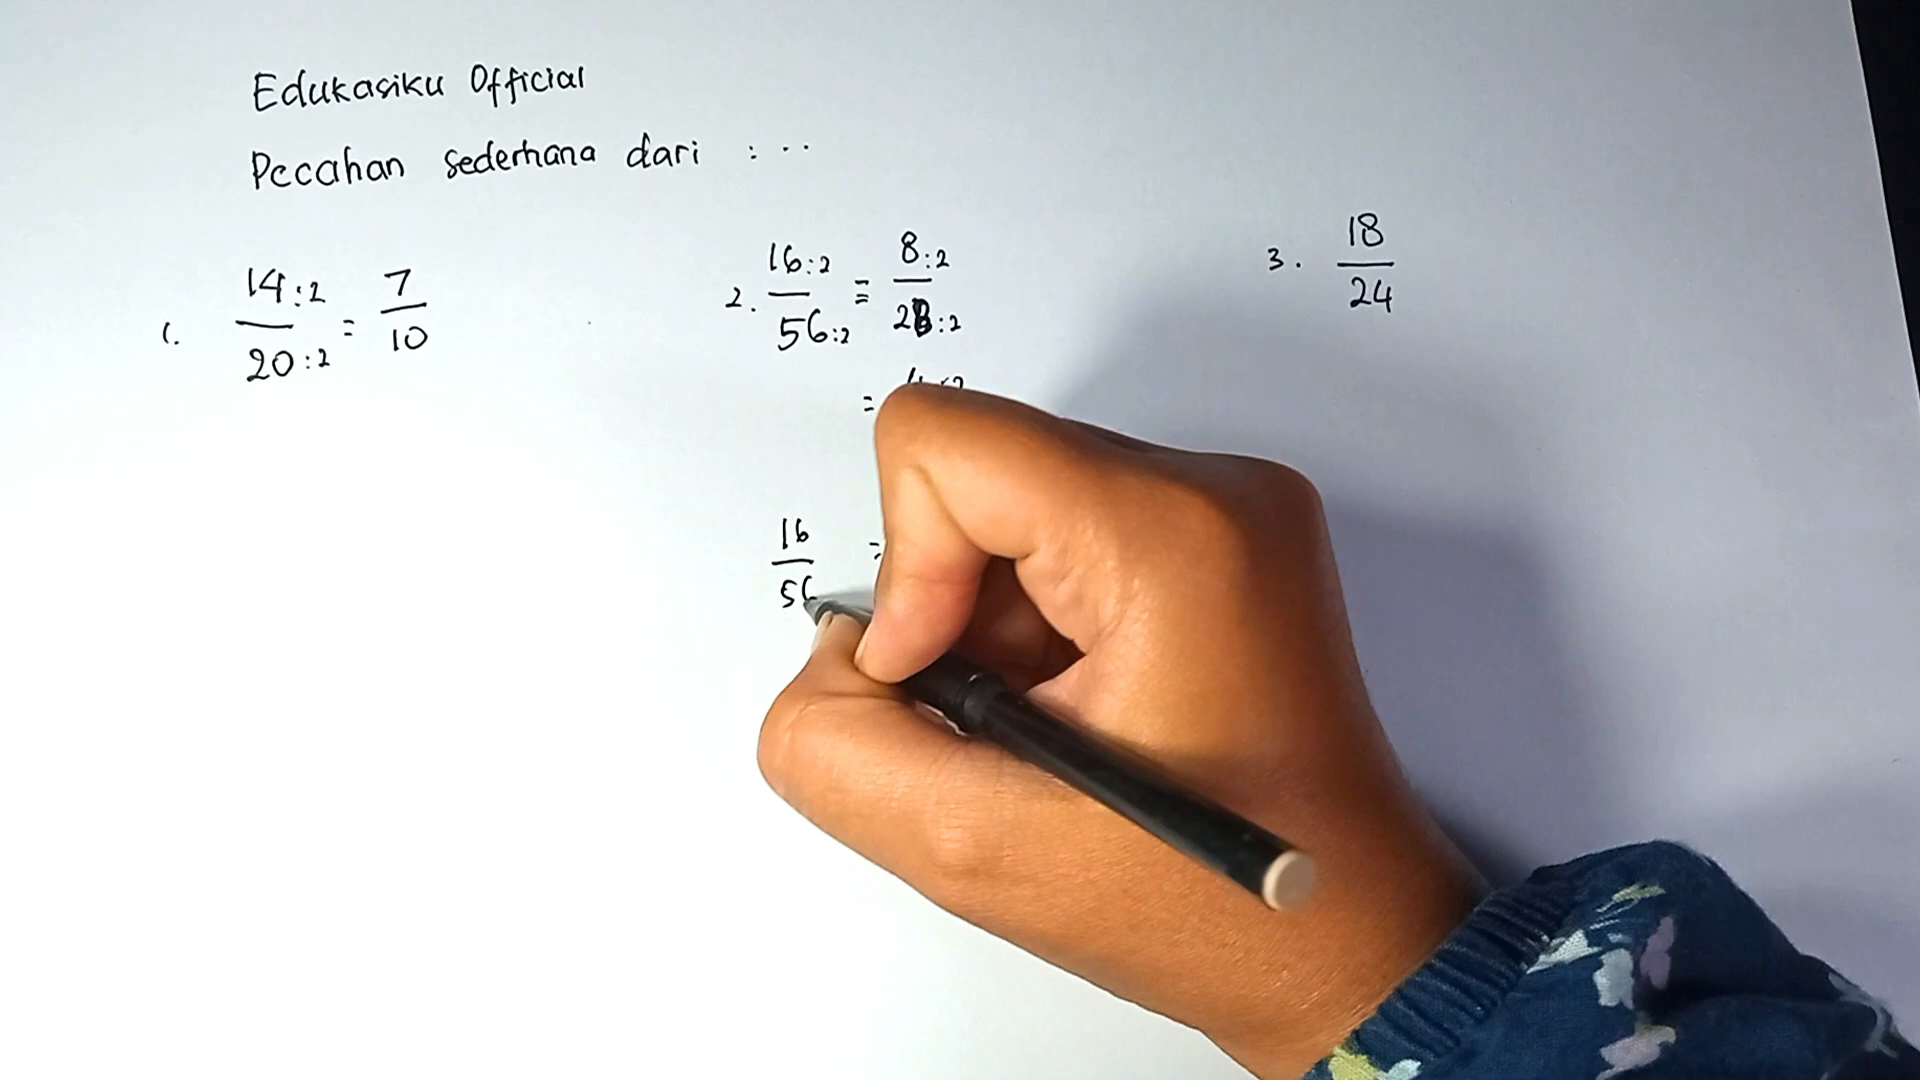 Edukasiku Official
Pecahan sederhana dari : ..
1. 14:2 / 20:2 = 7 / 10
2. 16:2 / 56:2 = 8:2 / 28:2
=
16 / 56 =
3. 18 / 24